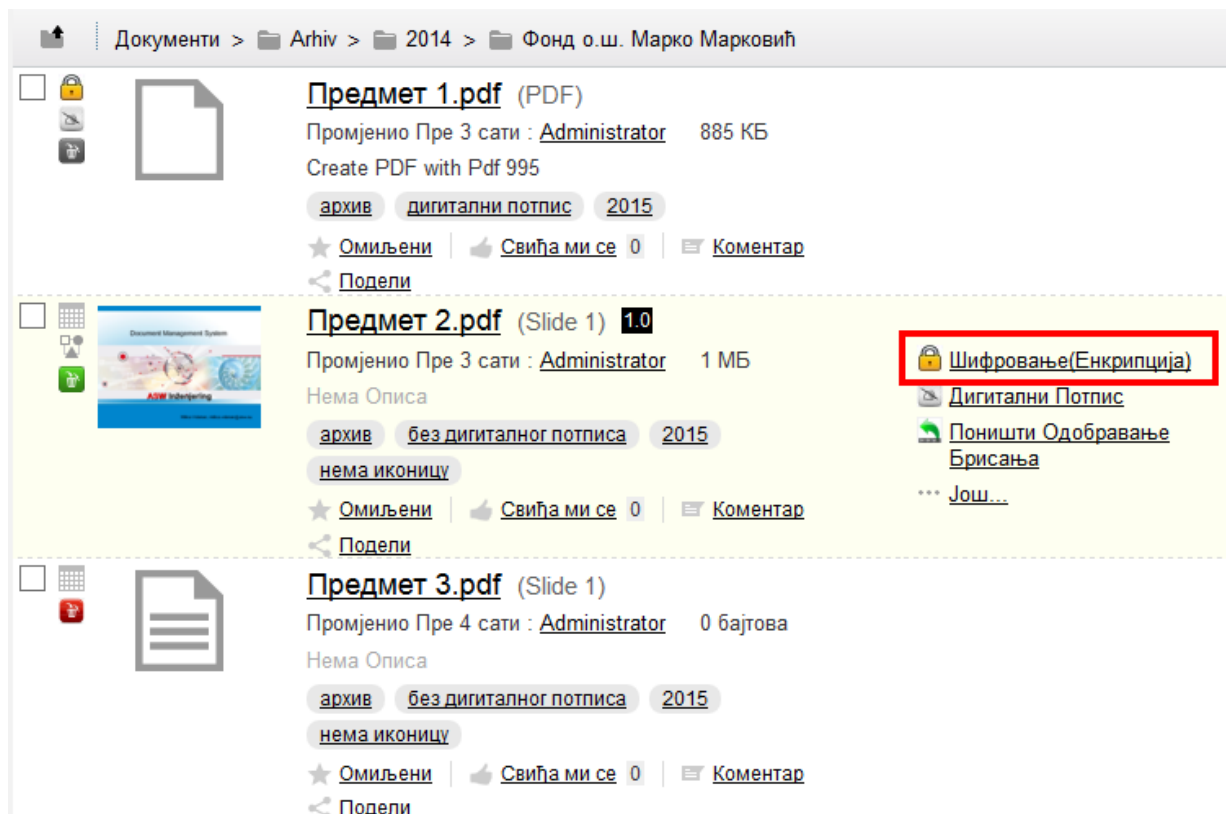 Документи > Arhiv > 2014 > Фонд о.ш. Марко Марковић
Предмет 1.pdf (PDF)
Промјенио Пре 3 сати : Administrator 885 КБ
Create PDF with Pdf 995
архив дигитални потпис 2015
Омиљени Свиђа ми се 0 Коментар
Подели
Document Management System
ASW Inženjering
Предмет 2.pdf (Slide 1) 1.0
Промјенио Пре 3 сати : Administrator 1 МБ
Нема Описа
архив без дигиталног потписа 2015
нема иконицу
Омиљени Свиђа ми се 0 Коментар
Подели
Шифровање(Енкрипција)
Дигитални Потпис
Поништи Одобравање
Брисања
Још...
Предмет 3.pdf (Slide 1)
Промјенио Пре 4 сати : Administrator 0 бајтова
Нема Описа
архив без дигиталног потписа 2015
нема иконицу
Омиљени Свиђа ми се 0 Коментар
Подели